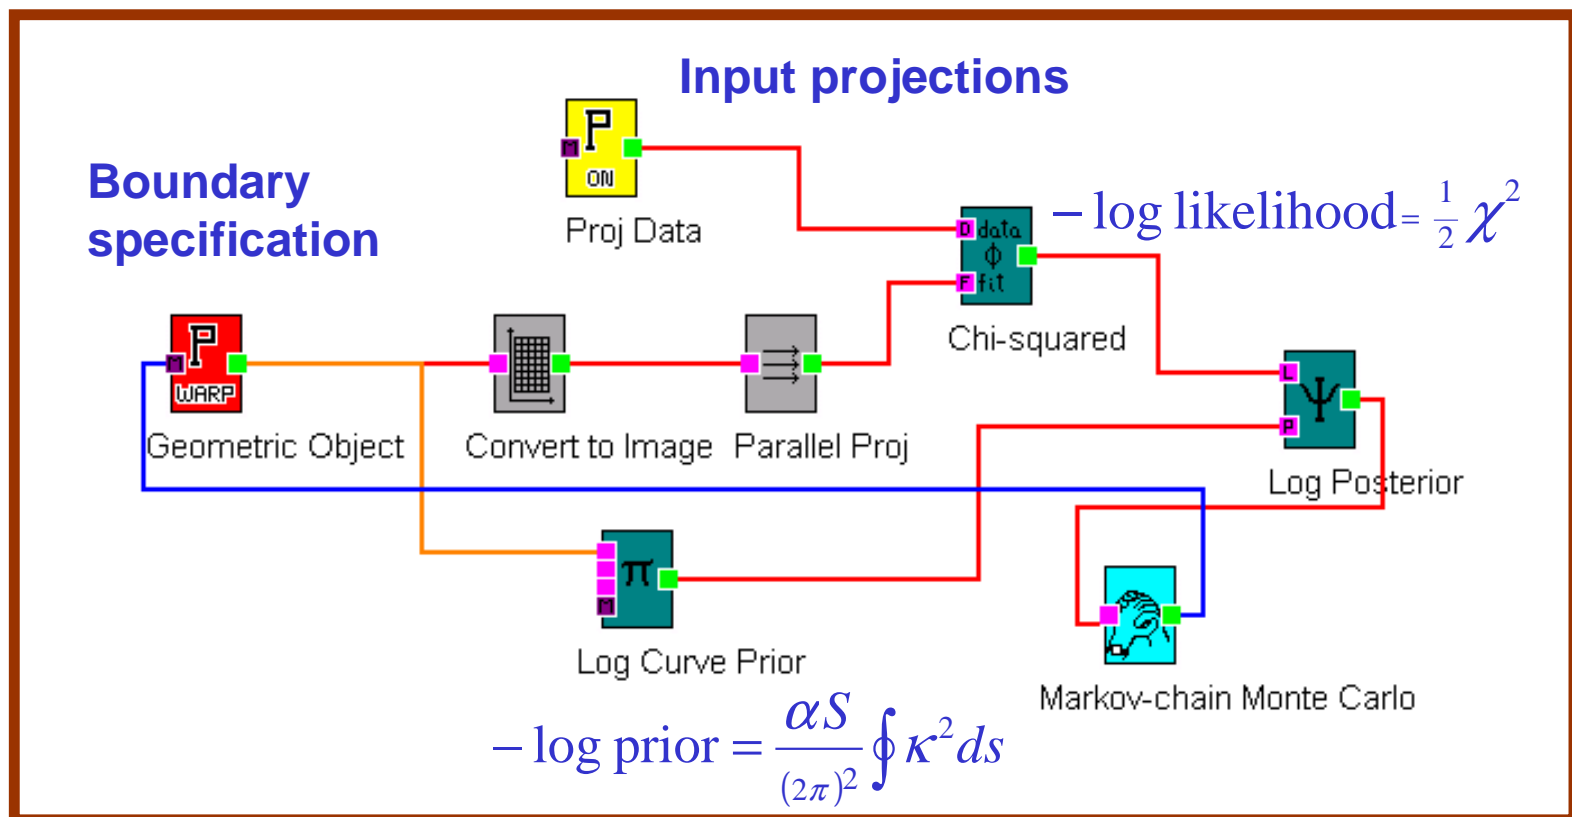 Input projections
P
M
ON
Proj Data
Boundary
specification
D data
Φ
F fit
− log likelihood = 1/2 χ²
Chi-squared
P
M
WARP
Geometric Object
Convert to Image
Parallel Proj
L
Ψ
P
Log Posterior
π
M
Log Curve Prior
Markov-chain Monte Carlo
− log prior = αS/(2π)² ∮ κ² ds